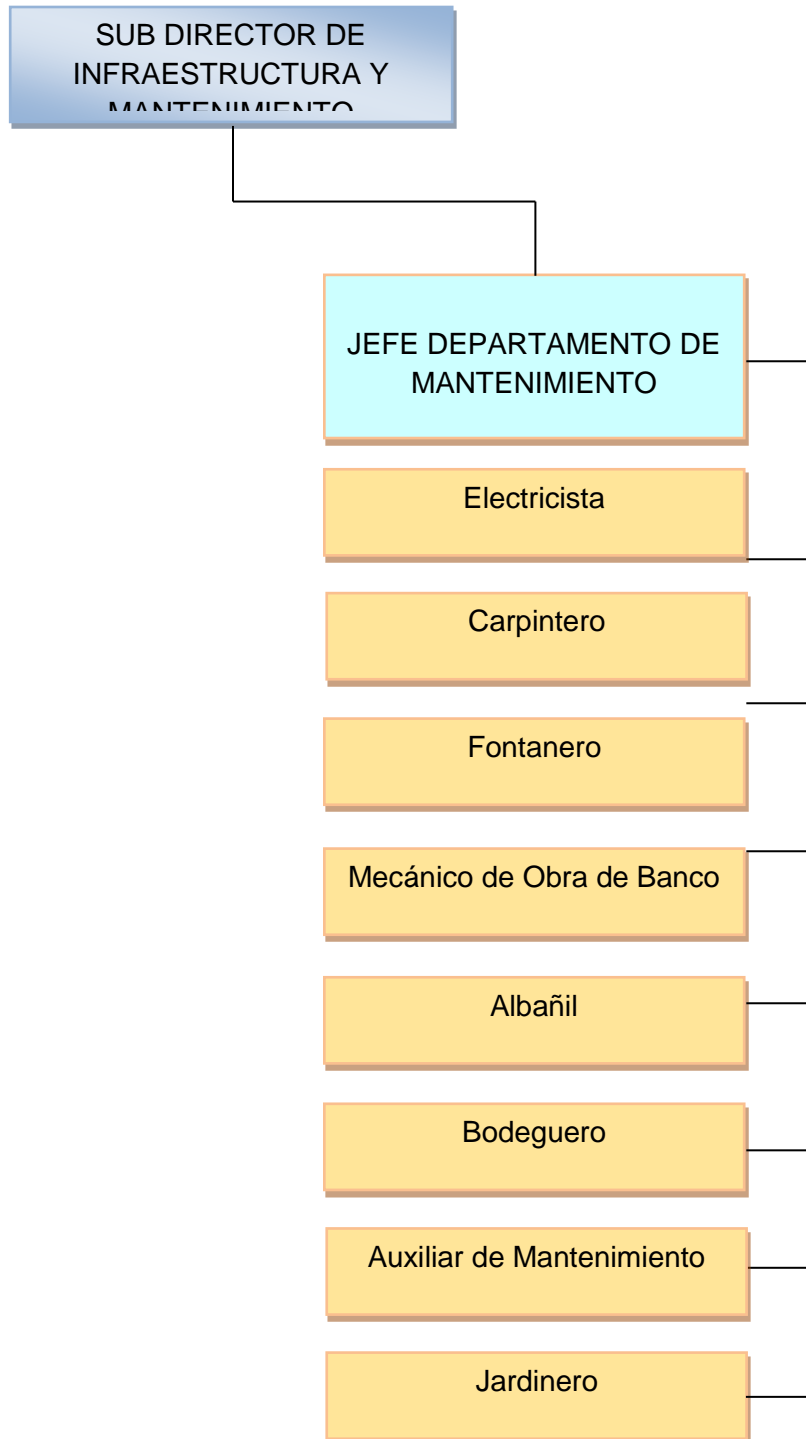 SUB DIRECTOR DE
INFRAESTRUCTURA Y
MANTENIMIENTO
JEFE DEPARTAMENTO DE
MANTENIMIENTO
Electricista
Carpintero
Fontanero
Mecánico de Obra de Banco
Albañil
Bodeguero
Auxiliar de Mantenimiento
Jardinero